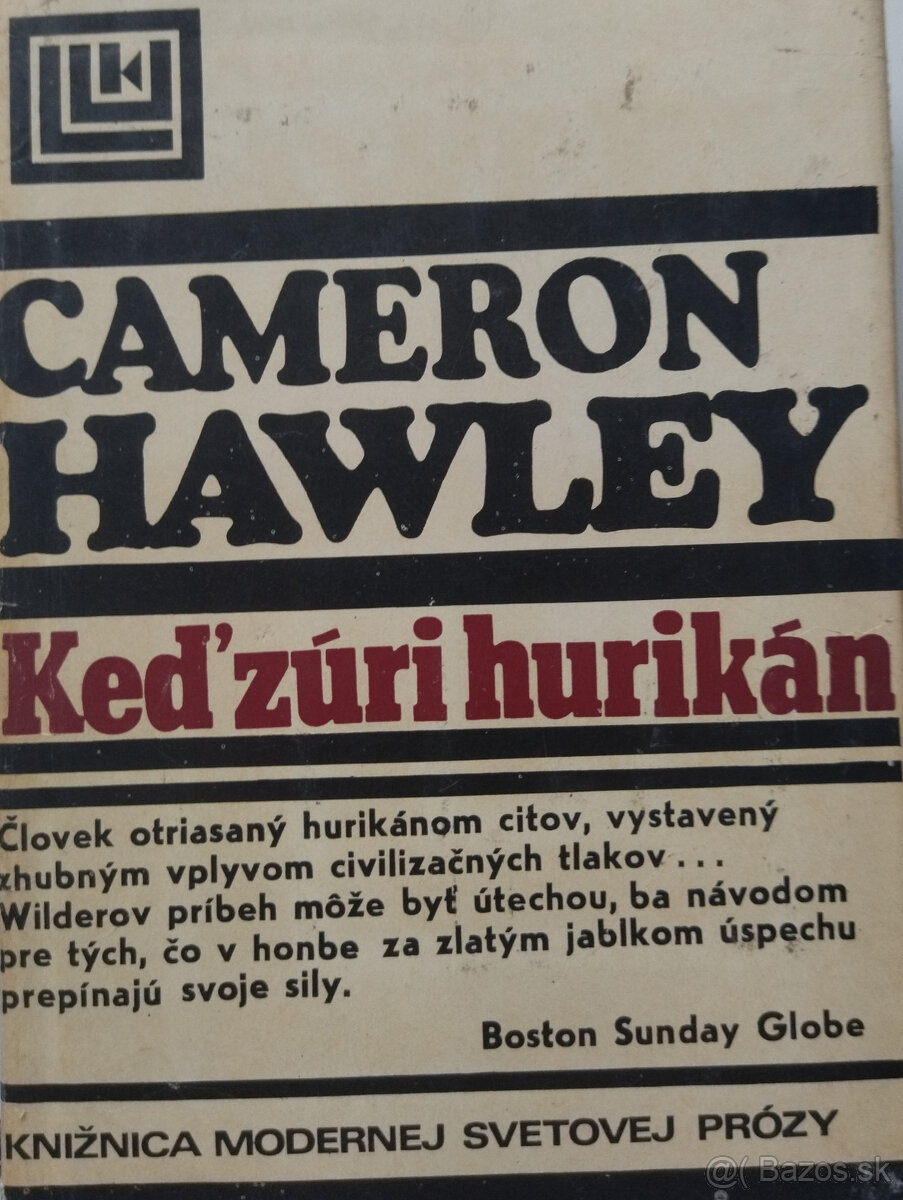 CAMERON
HAWLEY
Keď zúri hurikán
Človek otriasaný hurikánom citov, vystavený
zhubným vplyvom civilizačných tlakov...
Wilderov príbeh môže byť útechou, ba návodom
pre tých, čo v honbe za zlatým jablkom úspechu
prepínajú svoje sily.
Boston Sunday Globe
KNIŽNICA MODERNEJ SVETOVEJ PRÓZY
@( Bazos.sk